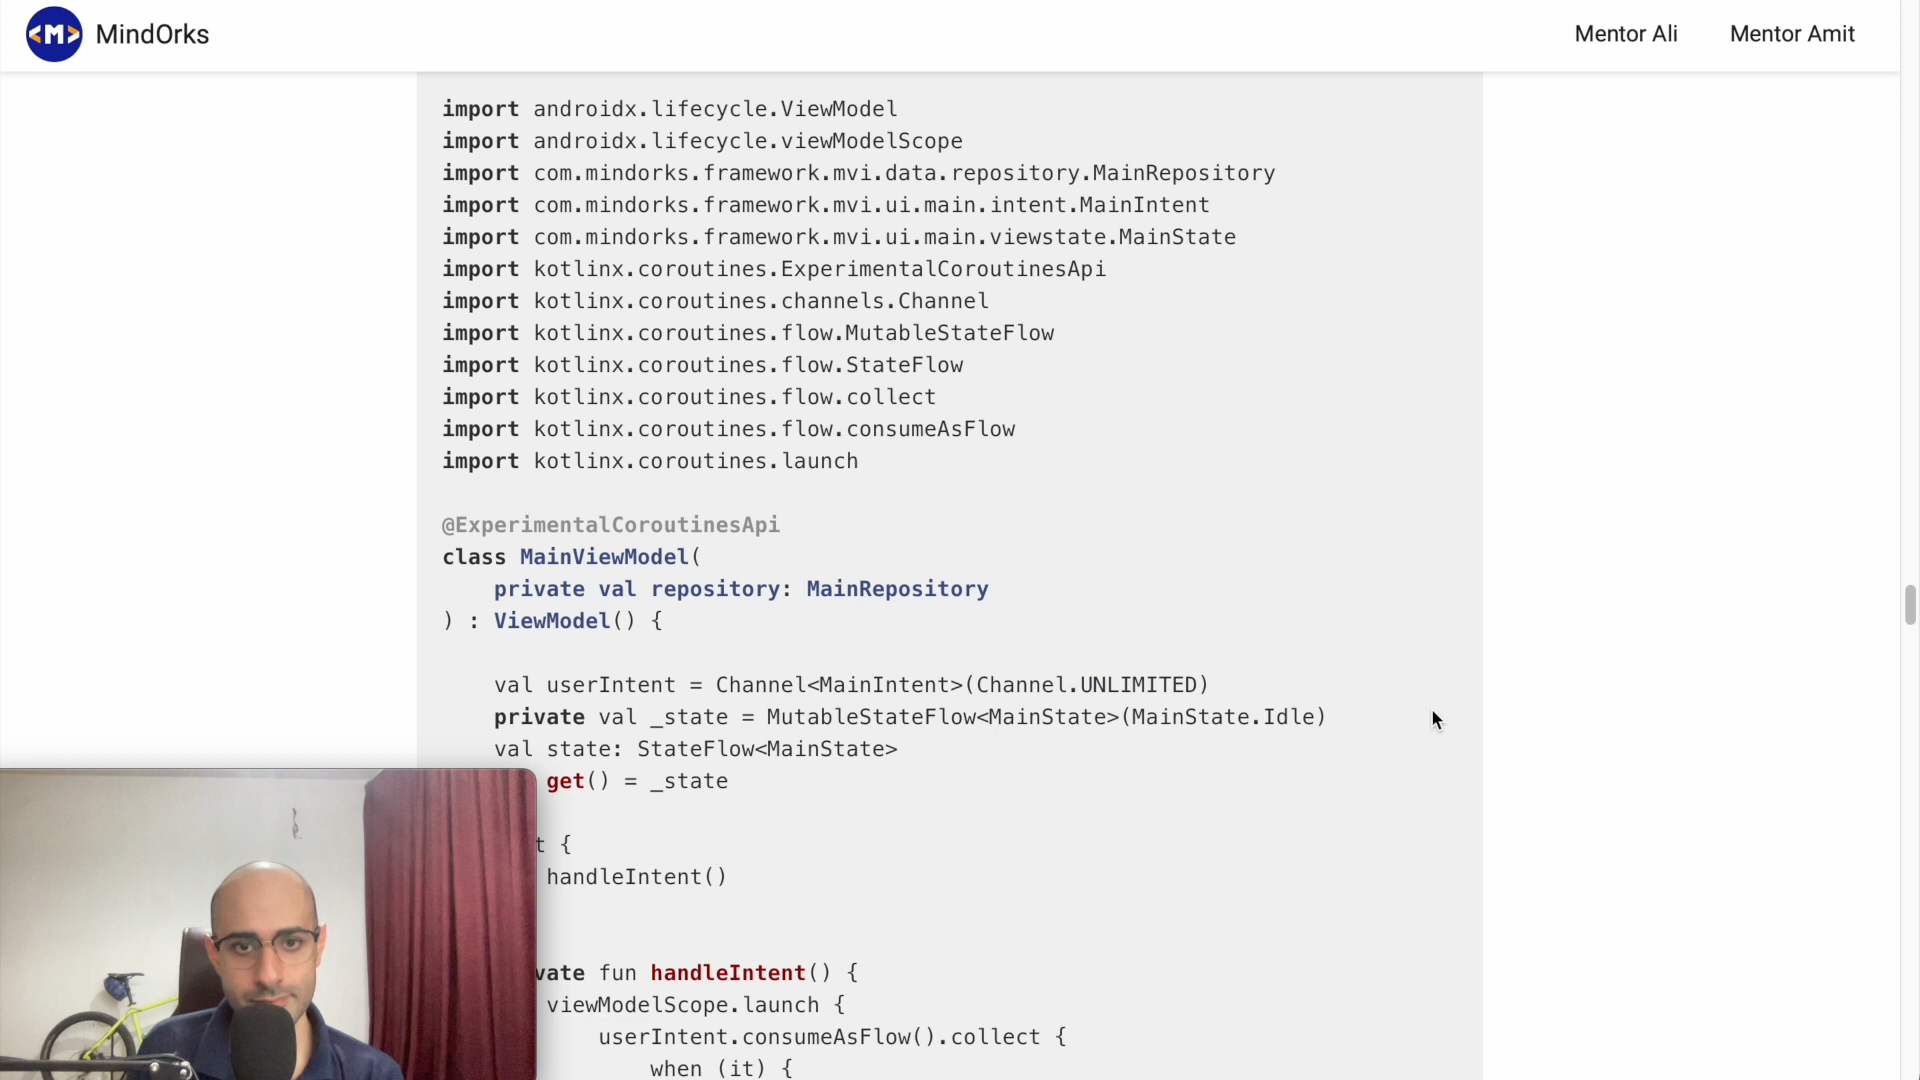 <M> MindOrks
Mentor Ali
Mentor Amit
import androidx.lifecycle.ViewModel
import androidx.lifecycle.viewModelScope
import com.mindorks.framework.mvi.data.repository.MainRepository
import com.mindorks.framework.mvi.ui.main.intent.MainIntent
import com.mindorks.framework.mvi.ui.main.viewstate.MainState
import kotlinx.coroutines.ExperimentalCoroutinesApi
import kotlinx.coroutines.channels.Channel
import kotlinx.coroutines.flow.MutableStateFlow
import kotlinx.coroutines.flow.StateFlow
import kotlinx.coroutines.flow.collect
import kotlinx.coroutines.flow.consumeAsFlow
import kotlinx.coroutines.launch
@ExperimentalCoroutinesApi
class MainViewModel(
    private val repository: MainRepository
) : ViewModel() {
    val userIntent = Channel<MainIntent>(Channel.UNLIMITED)
    private val _state = MutableStateFlow<MainState>(MainState.Idle)
    val state: StateFlow<MainState>
        get() = _state
t {
        handleIntent()
vate fun handleIntent() {
        viewModelScope.launch {
            userIntent.consumeAsFlow().collect {
                when (it) {